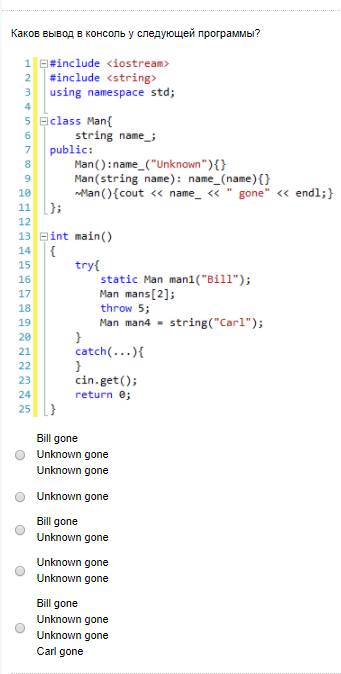 Каков вывод в консоль у следующей программы?
1 #include <iostream>
2 #include <string>
3 using namespace std;
4
5 class Man{
6 string name_;
7 public:
8 Man():name_("Unknown"){}
9 Man(string name): name_(name){}
10 ~Man(){cout << name_ << " gone" << endl;}
11 };
12
13 int main()
14 {
15 try{
16 static Man man1("Bill");
17 Man mans[2];
18 throw 5;
19 Man man4 = string("Carl");
20 }
21 catch(...){
22 }
23 cin.get();
24 return 0;
25 }
Bill gone
Unknown gone
Unknown gone
Unknown gone
Bill gone
Unknown gone
Unknown gone
Unknown gone
Bill gone
Unknown gone
Unknown gone
Carl gone